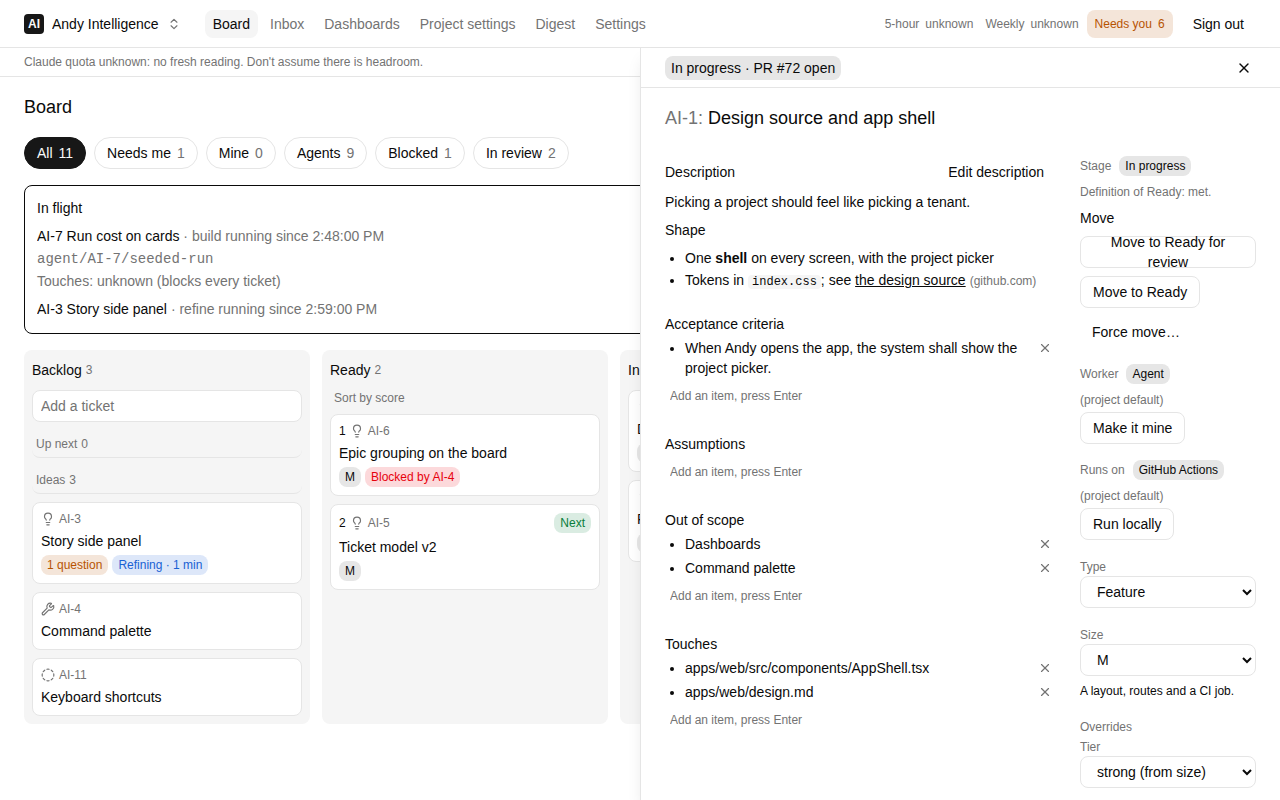 AI Andy Intelligence Board Inbox Dashboards Project settings Digest Settings 5-hour unknown Weekly unknown Needs you 6 Sign out
Claude quota unknown: no fresh reading. Don't assume there is headroom.
Board
All 11 Needs me 1 Mine 0 Agents 9 Blocked 1 In review 2
In flight
AI-7 Run cost on cards · build running since 2:48:00 PM
agent/AI-7/seeded-run
Touches: unknown (blocks every ticket)
AI-3 Story side panel · refine running since 2:59:00 PM
Backlog 3
Add a ticket
Up next 0
Ideas 3
AI-3
Story side panel
1 question Refining · 1 min
AI-4
Command palette
AI-11
Keyboard shortcuts
Ready 2
Sort by score
1 AI-6
Epic grouping on the board
M Blocked by AI-4
2 AI-5 Next
Ticket model v2
M
In
In progress · PR #72 open
AI-1: Design source and app shell
Description Edit description
Picking a project should feel like picking a tenant.
Shape
One shell on every screen, with the project picker
Tokens in index.css; see the design source (github.com)
Acceptance criteria
When Andy opens the app, the system shall show the
project picker.
Add an item, press Enter
Assumptions
Add an item, press Enter
Out of scope
Dashboards
Command palette
Add an item, press Enter
Touches
apps/web/src/components/AppShell.tsx
apps/web/design.md
Add an item, press Enter
Stage In progress
Definition of Ready: met.
Move
Move to Ready for
review
Move to Ready
Force move…
Worker Agent
(project default)
Make it mine
Runs on GitHub Actions
(project default)
Run locally
Type
Feature
Size
M
A layout, routes and a CI job.
Overrides
Tier
strong (from size)